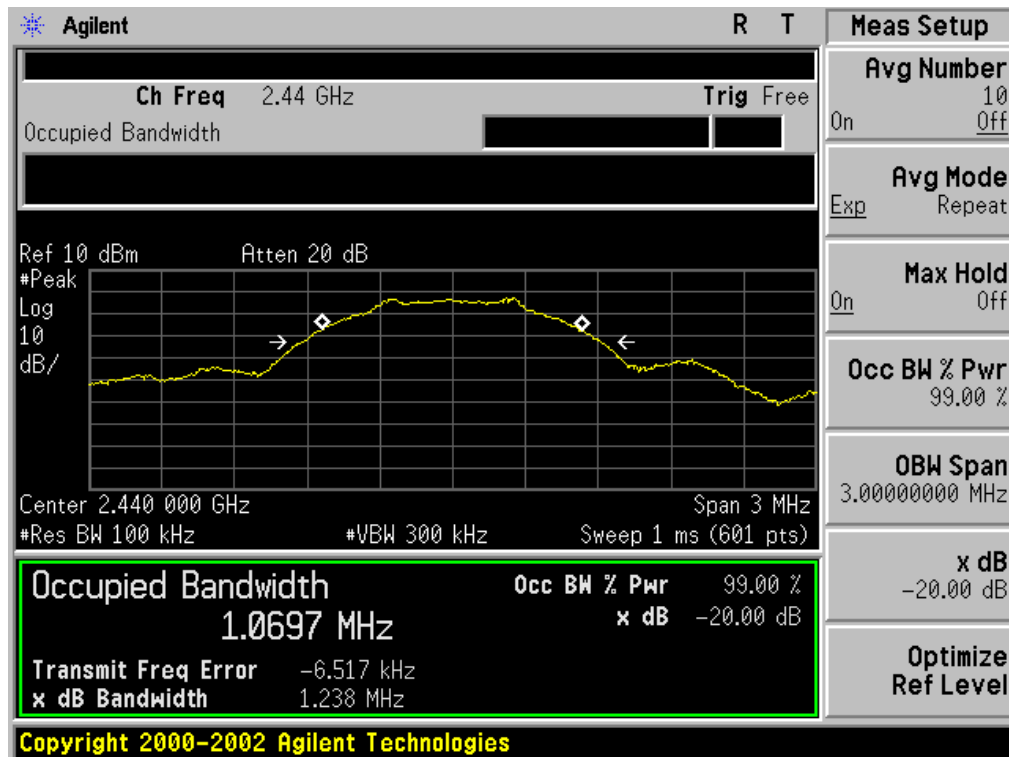 Agilent R T
Ch Freq 2.44 GHz Trig Free
Occupied Bandwidth
Ref 10 dBm Atten 20 dB
#Peak
Log
10
dB/
Center 2.440 000 GHz Span 3 MHz
#Res BW 100 kHz #VBW 300 kHz Sweep 1 ms (601 pts)
Occupied Bandwidth Occ BW % Pwr 99.00 %
1.0697 MHz x dB -20.00 dB
Transmit Freq Error -6.517 kHz
x dB Bandwidth 1.238 MHz
Copyright 2000-2002 Agilent Technologies
Meas Setup
Avg Number
10
On Off
Avg Mode
Exp Repeat
Max Hold
On Off
Occ BW % Pwr
99.00 %
OBW Span
3.00000000 MHz
x dB
-20.00 dB
Optimize
Ref Level